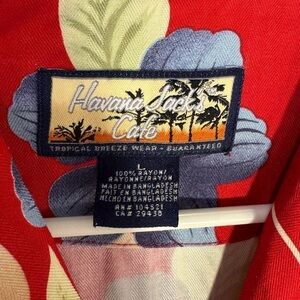 Havana Jack's
Cafe
TROPICAL BREEZE WEAR - GUARANTEED
L
100% RAYON/
RAYONNE/RAYON
MADE IN BANGLADESH
FAIT EN BANGLADESH
HECHO EN BANGLADESH
RN# 104521
CA# 29438